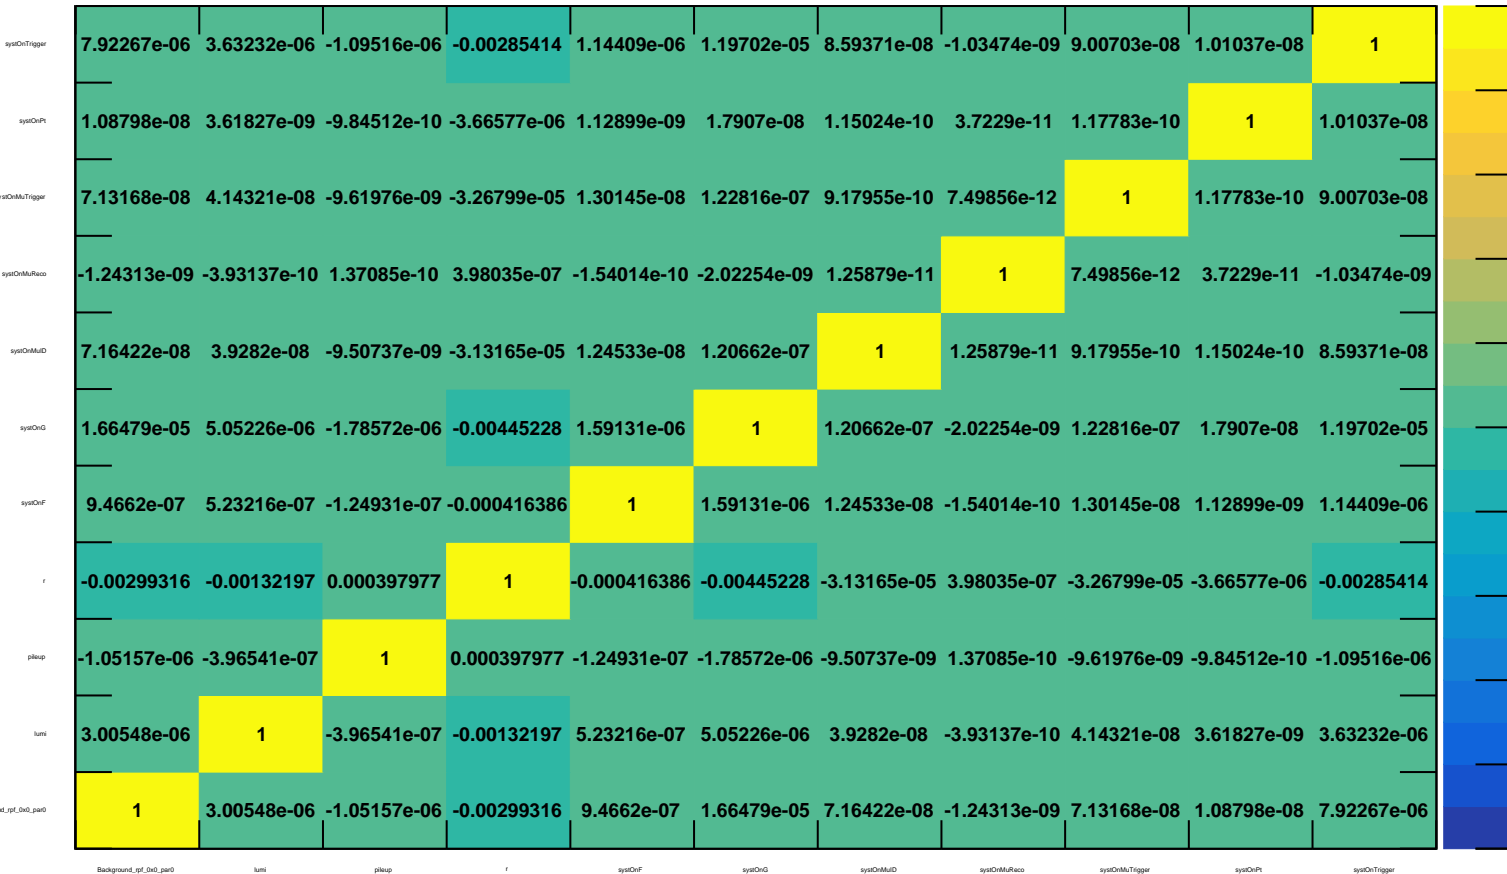 systOnTrigger 7.92267e-06 3.63232e-06 -1.09516e-06 -0.00285414 1.14409e-06 1.19702e-05 8.59371e-08 -1.03474e-09 9.00703e-08 1.01037e-08 1
systOnPt 1.08798e-08 3.61827e-09 -9.84512e-10 -3.66577e-06 1.12899e-09 1.7907e-08 1.15024e-10 3.7229e-11 1.17783e-10 1 1.01037e-08
stOnMuTrigger 7.13168e-08 4.14321e-08 -9.61976e-09 -3.26799e-05 1.30145e-08 1.22816e-07 9.17955e-10 7.49856e-12 1 1.17783e-10 9.00703e-08
systOnMuReco -1.24313e-09 -3.93137e-10 1.37085e-10 3.98035e-07 -1.54014e-10 -2.02254e-09 1.25879e-11 1 7.49856e-12 3.7229e-11 -1.03474e-09
systOnMuID 7.16422e-08 3.9282e-08 -9.50737e-09 -3.13165e-05 1.24533e-08 1.20662e-07 1 1.25879e-11 9.17955e-10 1.15024e-10 8.59371e-08
systOnG 1.66479e-05 5.05226e-06 -1.78572e-06 -0.00445228 1.59131e-06 1 1.20662e-07 -2.02254e-09 1.22816e-07 1.7907e-08 1.19702e-05
systOnF 9.4662e-07 5.23216e-07 -1.24931e-07 -0.000416386 1 1.59131e-06 1.24533e-08 -1.54014e-10 1.30145e-08 1.12899e-09 1.14409e-06
r -0.00299316 -0.00132197 0.000397977 1 -0.000416386 -0.00445228 -3.13165e-05 3.98035e-07 -3.26799e-05 -3.66577e-06 -0.00285414
pileup -1.05157e-06 -3.96541e-07 1 0.000397977 -1.24931e-07 -1.78572e-06 -9.50737e-09 1.37085e-10 -9.61976e-09 -9.84512e-10 -1.09516e-06
lumi 3.00548e-06 1 -3.96541e-07 -0.00132197 5.23216e-07 5.05226e-06 3.9282e-08 -3.93137e-10 4.14321e-08 3.61827e-09 3.63232e-06
d_rpf_0x0_par0 1 3.00548e-06 -1.05157e-06 -0.00299316 9.4662e-07 1.66479e-05 7.16422e-08 -1.24313e-09 7.13168e-08 1.08798e-08 7.92267e-06
Background_rpf_0x0_par0 lumi pileup r systOnF systOnG systOnMuID systOnMuReco systOnMuTrigger systOnPt systOnTrigger